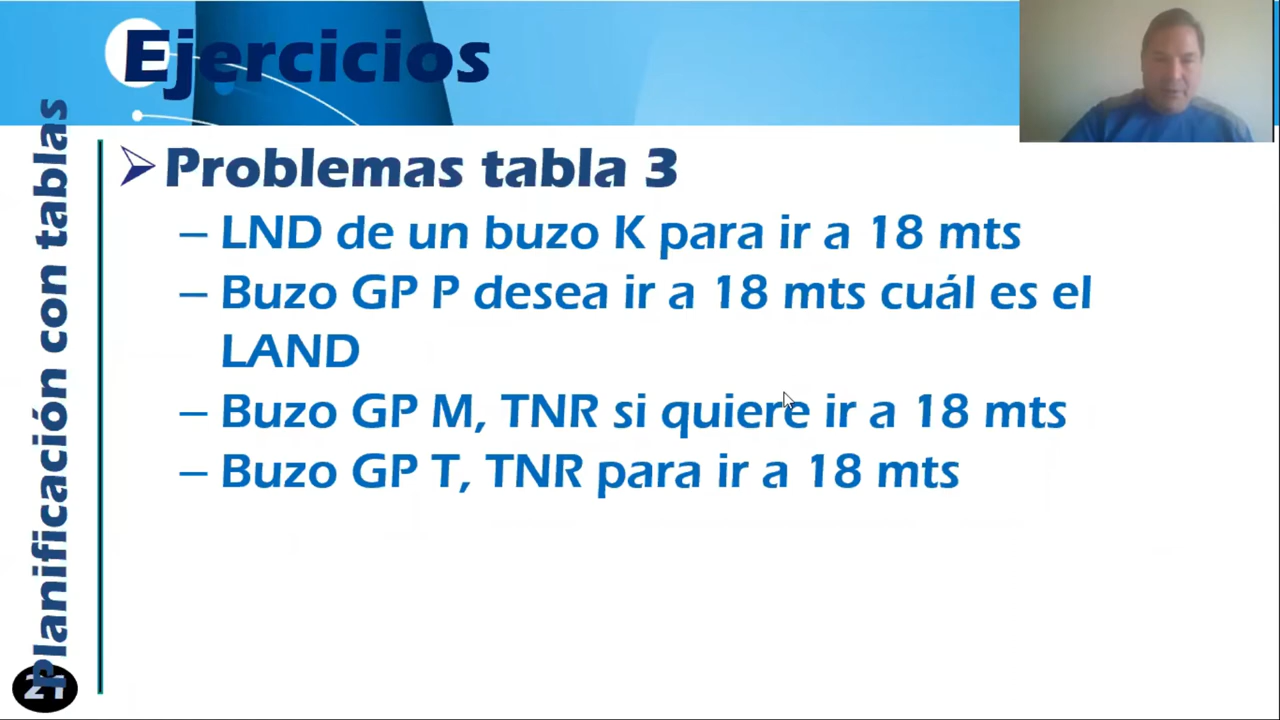 Ejercicios
Planificación con tablas
Problemas tabla 3
– LND de un buzo K para ir a 18 mts
– Buzo GP P desea ir a 18 mts cuál es el
LAND
– Buzo GP M, TNR si quiere ir a 18 mts
– Buzo GP T, TNR para ir a 18 mts